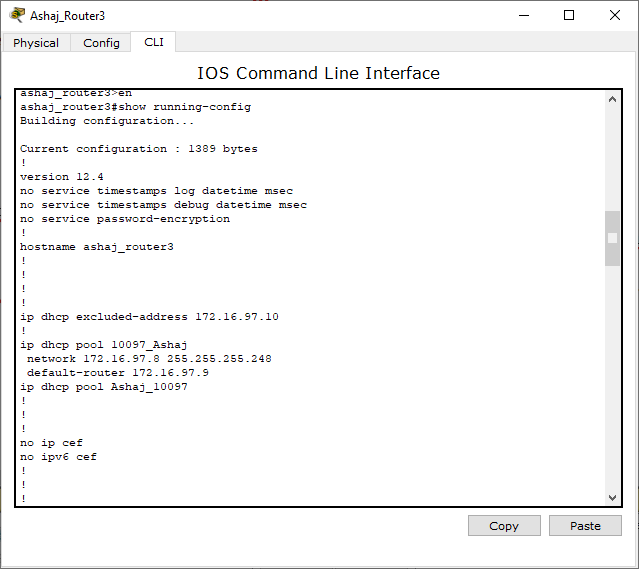 Ashaj_Router3
Physical Config CLI
IOS Command Line Interface
ashaj_router3>en
ashaj_router3#show running-config
Building configuration...
Current configuration : 1389 bytes
!
version 12.4
no service timestamps log datetime msec
no service timestamps debug datetime msec
no service password-encryption
!
hostname ashaj_router3
!
!
!
!
ip dhcp excluded-address 172.16.97.10
!
ip dhcp pool 10097_Ashaj
 network 172.16.97.8 255.255.255.248
 default-router 172.16.97.9
ip dhcp pool Ashaj_10097
!
!
!
no ip cef
no ipv6 cef
!
!
!
Copy Paste